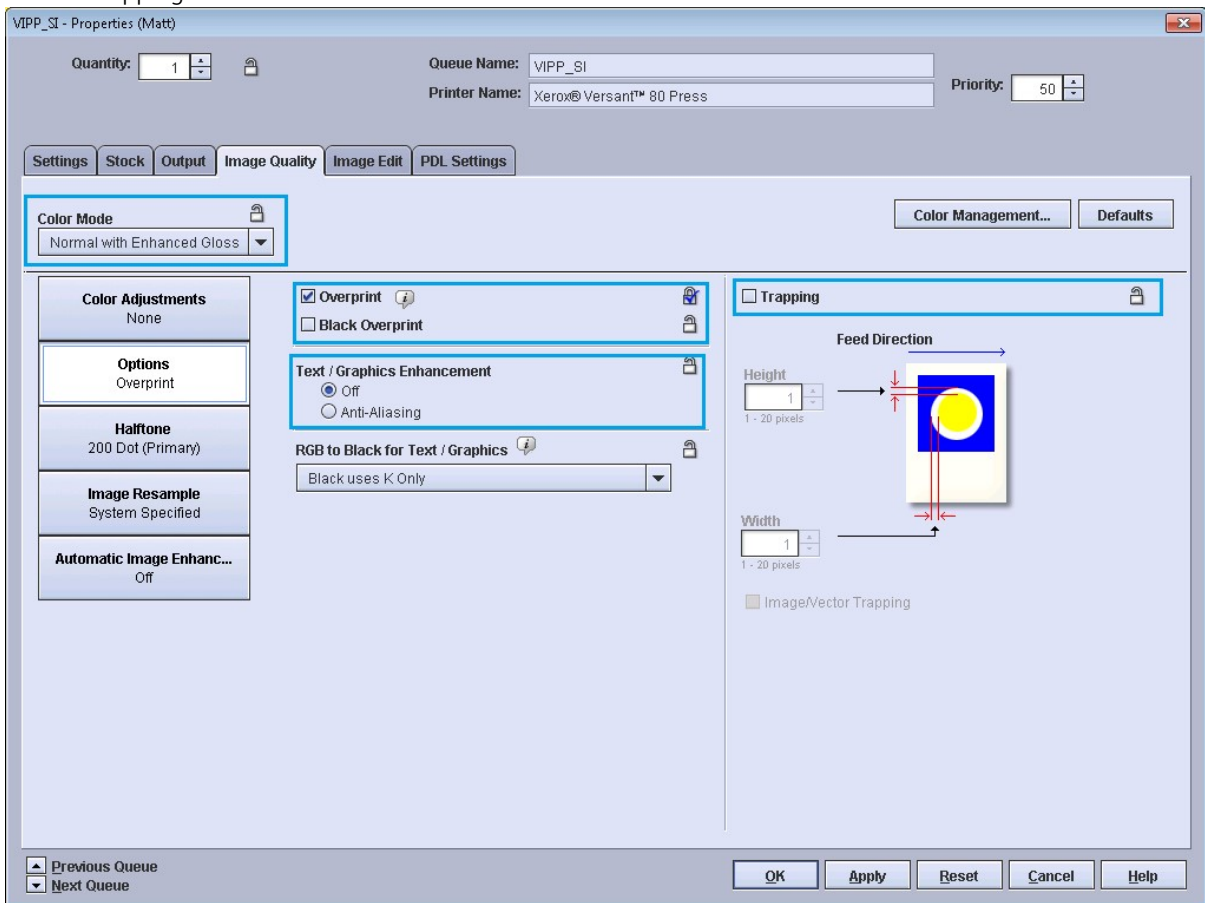 VIPP_SI - Properties (Matt)
Quantity: 1
Queue Name: VIPP_SI
Printer Name: Xerox® Versant™ 80 Press
Priority: 50
Settings Stock Output Image Quality Image Edit PDL Settings
Color Mode
Normal with Enhanced Gloss
Color Management... Defaults
Color Adjustments
None
Options
Overprint
Halftone
200 Dot (Primary)
Image Resample
System Specified
Automatic Image Enhanc...
Off
Overprint
Black Overprint
Text / Graphics Enhancement
Off
Anti-Aliasing
RGB to Black for Text / Graphics
Black uses K Only
Trapping
Feed Direction
Height
1
1 - 20 pixels
Width
1
1 - 20 pixels
Image/Vector Trapping
Previous Queue
Next Queue
OK Apply Reset Cancel Help